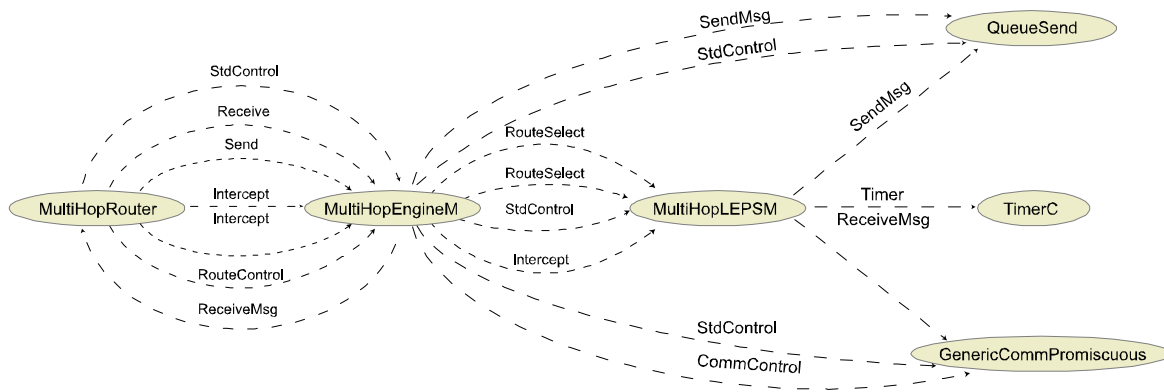 SendMsg
QueueSend
StdControl
StdControl
Receive
SendMsg
Send
RouteSelect
RouteSelect
Intercept
Timer
MultiHopRouter
MultiHopEngineM
MultiHopLEPSM
TimerC
StdControl
Intercept
ReceiveMsg
Intercept
RouteControl
ReceiveMsg
StdControl
GenericCommPromiscuous
CommControl